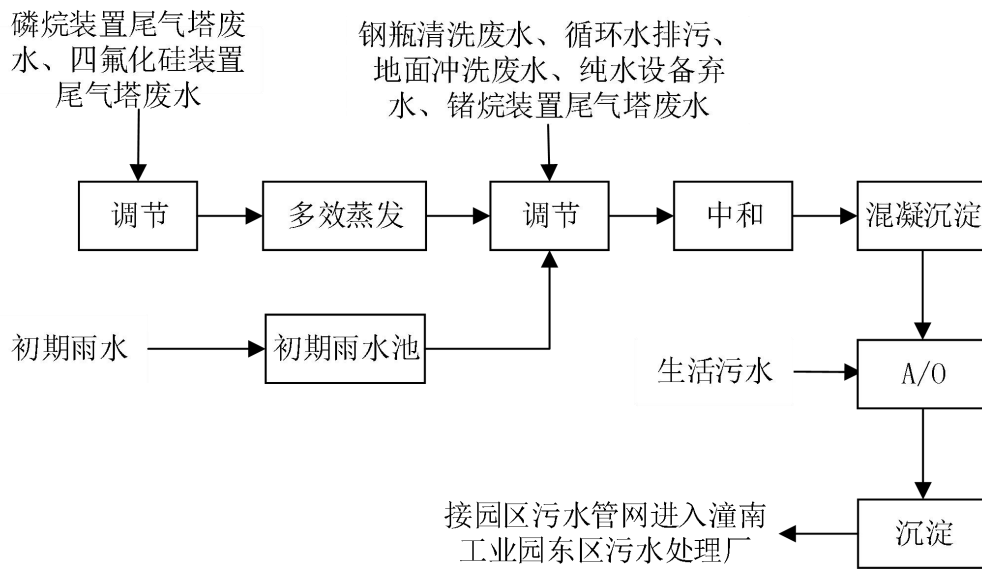 磷烷装置尾气塔废
水、四氟化硅装置
尾气塔废水
钢瓶清洗废水、循环水排污、
地面冲洗废水、纯水设备弃
水、锗烷装置尾气塔废水
调节
多效蒸发
调节
中和
混凝沉淀
初期雨水
初期雨水池
生活污水
A/O
接园区污水管网进入潼南
工业园东区污水处理厂
沉淀